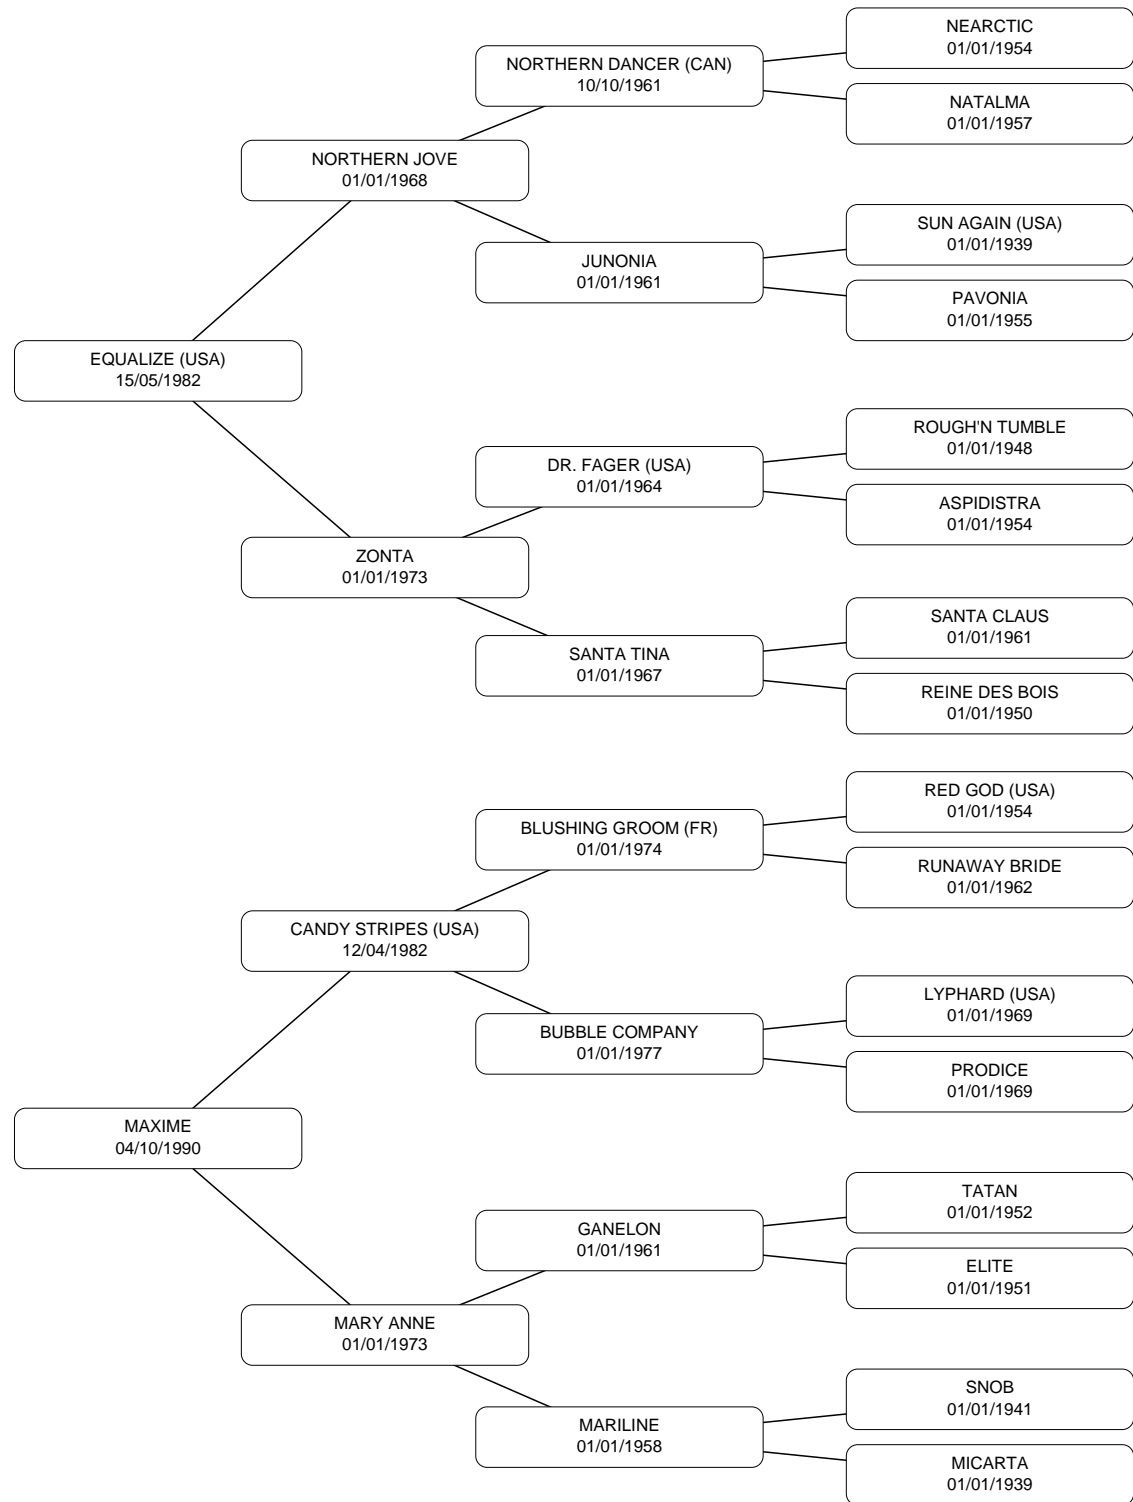 NEARCTIC
01/01/1954
NORTHERN DANCER (CAN)
10/10/1961
NATALMA
01/01/1957
NORTHERN JOVE
01/01/1968
SUN AGAIN (USA)
01/01/1939
JUNONIA
01/01/1961
PAVONIA
01/01/1955
EQUALIZE (USA)
15/05/1982
ROUGH'N TUMBLE
01/01/1948
DR. FAGER (USA)
01/01/1964
ASPIDISTRA
01/01/1954
ZONTA
01/01/1973
SANTA CLAUS
01/01/1961
SANTA TINA
01/01/1967
REINE DES BOIS
01/01/1950
RED GOD (USA)
01/01/1954
BLUSHING GROOM (FR)
01/01/1974
RUNAWAY BRIDE
01/01/1962
CANDY STRIPES (USA)
12/04/1982
LYPHARD (USA)
01/01/1969
BUBBLE COMPANY
01/01/1977
PRODICE
01/01/1969
MAXIME
04/10/1990
TATAN
01/01/1952
GANELON
01/01/1961
ELITE
01/01/1951
MARY ANNE
01/01/1973
SNOB
01/01/1941
MARILINE
01/01/1958
MICARTA
01/01/1939